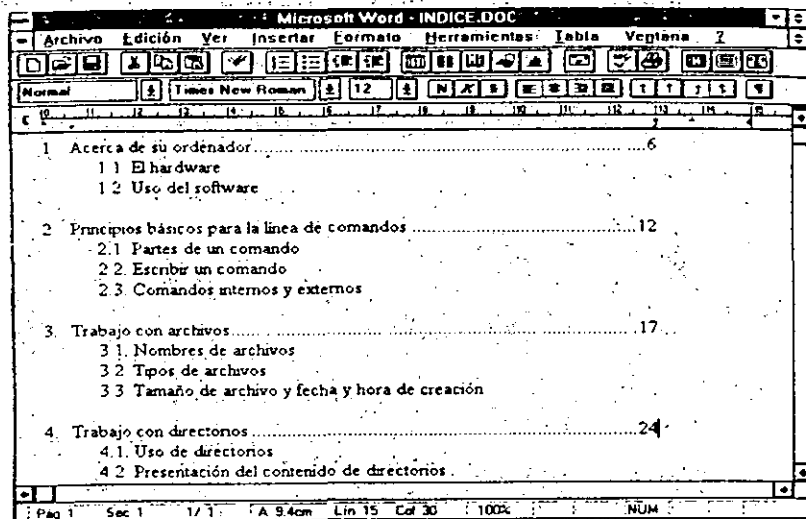 Microsoft Word - INDICE.DOC
Archivo Edición Ver Insertar Formato Herramientas Tabla Ventana ?
Normal Times New Roman 12 N K S
1 Acerca de su ordenador 6
1 1 El hardware
1 2 Uso del software
2 Principios básicos para la línea de comandos 12
2.1 Partes de un comando
2 2. Escribir un comando
2.3. Comandos internos y externos
3. Trabajo con archivos 17
3 1. Nombres de archivos
3 2 Tipos de archivos
3 3 Tamaño de archivo y fecha y hora de creación
4. Trabajo con directorios 24
4.1. Uso de directorios
4 2 Presentación del contenido de directorios
Pág 1 Sec 1 1/1 A 9.4cm Lín 15 Col 30 100% NUM